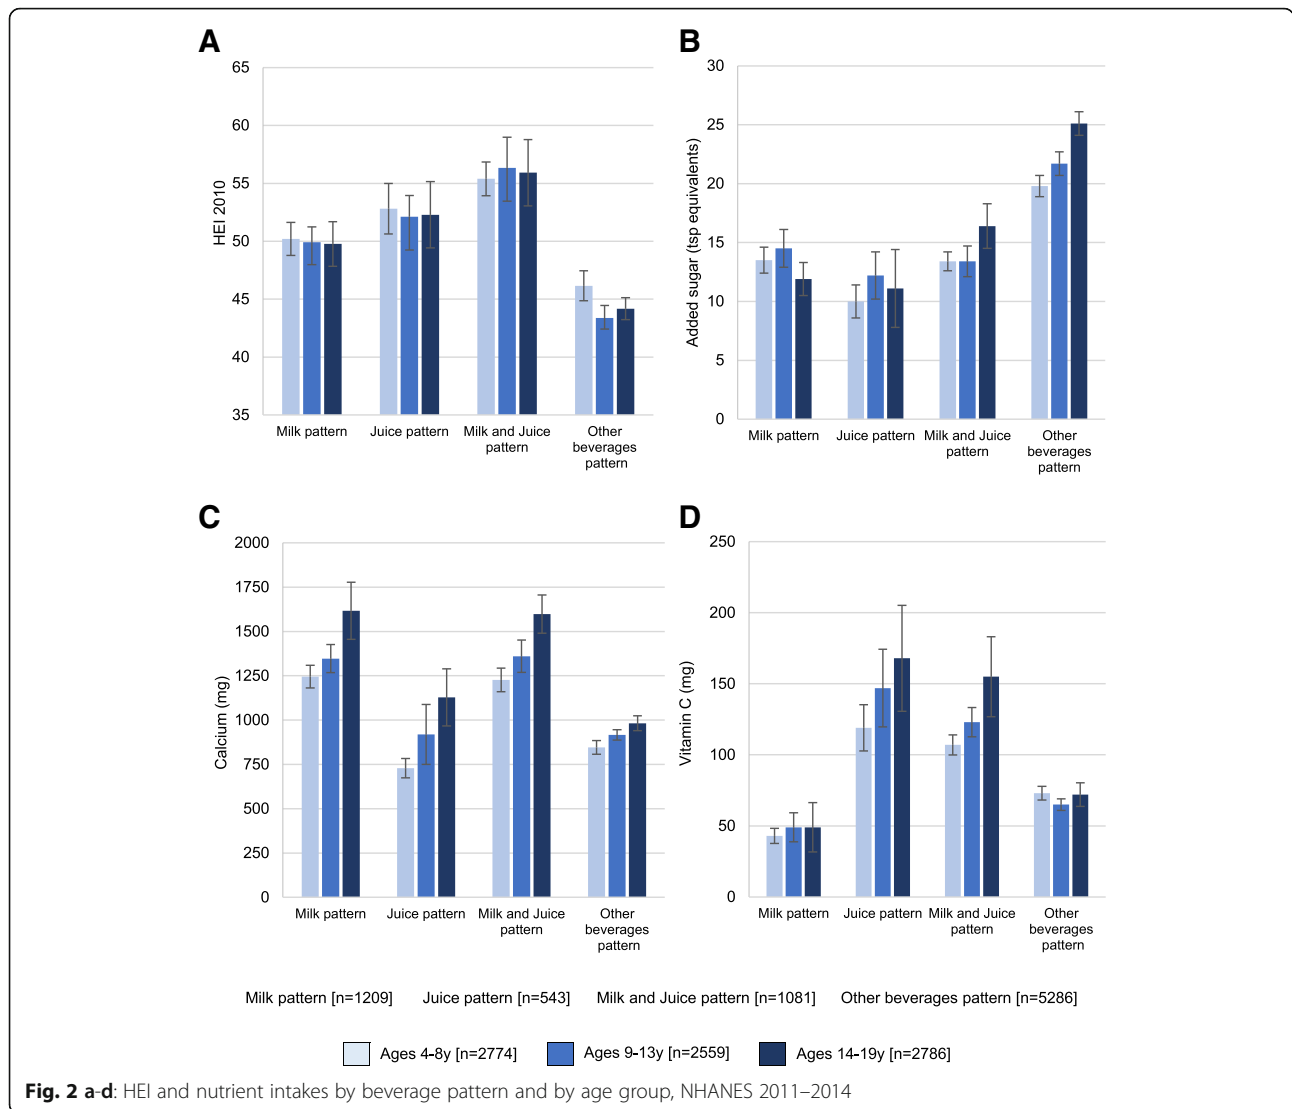 A
65
60
55
50
45
40
35
HEI 2010
Milk pattern
Juice pattern
Milk and Juice
pattern
Other
beverages
pattern
B
30
25
20
15
10
5
0
Added sugar (tsp equivalents)
Milk pattern
Juice pattern
Milk and Juice
pattern
Other
beverages
pattern
C
2000
1750
1500
1250
1000
750
500
250
0
Calcium (mg)
Milk pattern
Juice pattern
Milk and Juice
pattern
Other
beverages
pattern
D
250
200
150
100
50
0
Vitamin C (mg)
Milk pattern
Juice pattern
Milk and Juice
pattern
Other
beverages
pattern
Milk pattern [n=1209] Juice pattern [n=543] Milk and Juice pattern [n=1081] Other beverages pattern [n=5286]
Ages 4-8y [n=2774] Ages 9-13y [n=2559] Ages 14-19y [n=2786]
Fig. 2 a-d: HEI and nutrient intakes by beverage pattern and by age group, NHANES 2011–2014